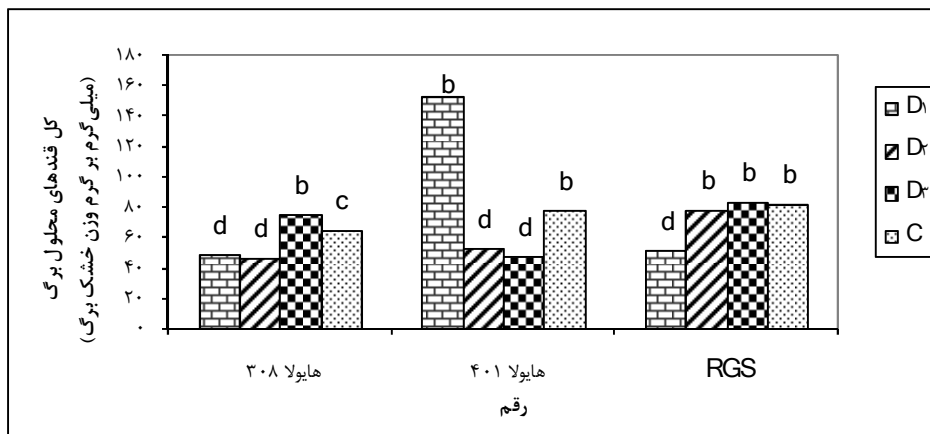 کل قندهای محلول برگ
(میلی گرم بر گرم وزن خشک برگ)
۱۸۰
۱۶۰
۱۴۰
۱۲۰
۱۰۰
۸۰
۶۰
۴۰
۲۰
۰
d d b c
b d d b
d b b b
هایولا ۳۰۸ هایولا ۴۰۱ RGS
رقم
D۱
D۲
D۳
C